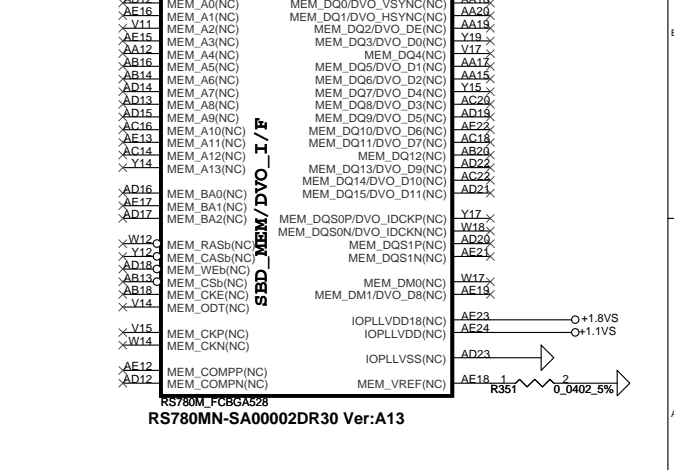 MEM_A0(NC) MEM_DQ0/DVO_VSYNC(NC)
AE16 MEM_A1(NC) MEM_DQ1/DVO_HSYNC(NC) AA20
V11 MEM_A2(NC) MEM_DQ2/DVO_DE(NC) AA19
AE15 MEM_A3(NC) MEM_DQ3/DVO_D0(NC) Y19
AA12 MEM_A4(NC) MEM_DQ4(NC) V17
AB16 MEM_A5(NC) MEM_DQ5/DVO_D1(NC) AA17
AB14 MEM_A6(NC) MEM_DQ6/DVO_D2(NC) AA15
AD14 MEM_A7(NC) MEM_DQ7/DVO_D4(NC) Y15
AD13 MEM_A8(NC) MEM_DQ8/DVO_D3(NC) AC20
AD15 MEM_A9(NC) MEM_DQ9/DVO_D5(NC) AD19
AC16 MEM_A10(NC) MEM_DQ10/DVO_D6(NC) AE22
AE13 MEM_A11(NC) MEM_DQ11/DVO_D7(NC) AC18
AC14 MEM_A12(NC) MEM_DQ12(NC) AB20
Y14 MEM_A13(NC) MEM_DQ13/DVO_D9(NC) AD22
MEM_DQ14/DVO_D10(NC) AC22
AD16 MEM_BA0(NC) MEM_DQ15/DVO_D11(NC) AD21
AE17 MEM_BA1(NC)
AD17 MEM_BA2(NC) MEM_DQS0P/DVO_IDCKP(NC) Y17
MEM_DQS0N/DVO_IDCKN(NC) W18
W12 MEM_RASb(NC) MEM_DQS1P(NC) AD20
Y12 MEM_CASb(NC) MEM_DQS1N(NC) AE21
AD18 MEM_WEb(NC)
AB13 MEM_CSb(NC) MEM_DM0(NC) W17
AB18 MEM_CKE(NC) MEM_DM1/DVO_D8(NC) AE19
V14 MEM_ODT(NC)
SBD_MEM/DVO_I/F
IOPLLVDD18(NC) AE23 +1.8VS
V15 MEM_CKP(NC) IOPLLVDD(NC) AE24 +1.1VS
W14 MEM_CKN(NC)
IOPLLVSS(NC) AD23
AE12 MEM_COMPP(NC)
AD12 MEM_COMPN(NC) MEM_VREF(NC) AE18 1 2
R351 0_0402_5%
RS780M_FCBGA528
RS780MN-SA00002DR30 Ver:A13
A